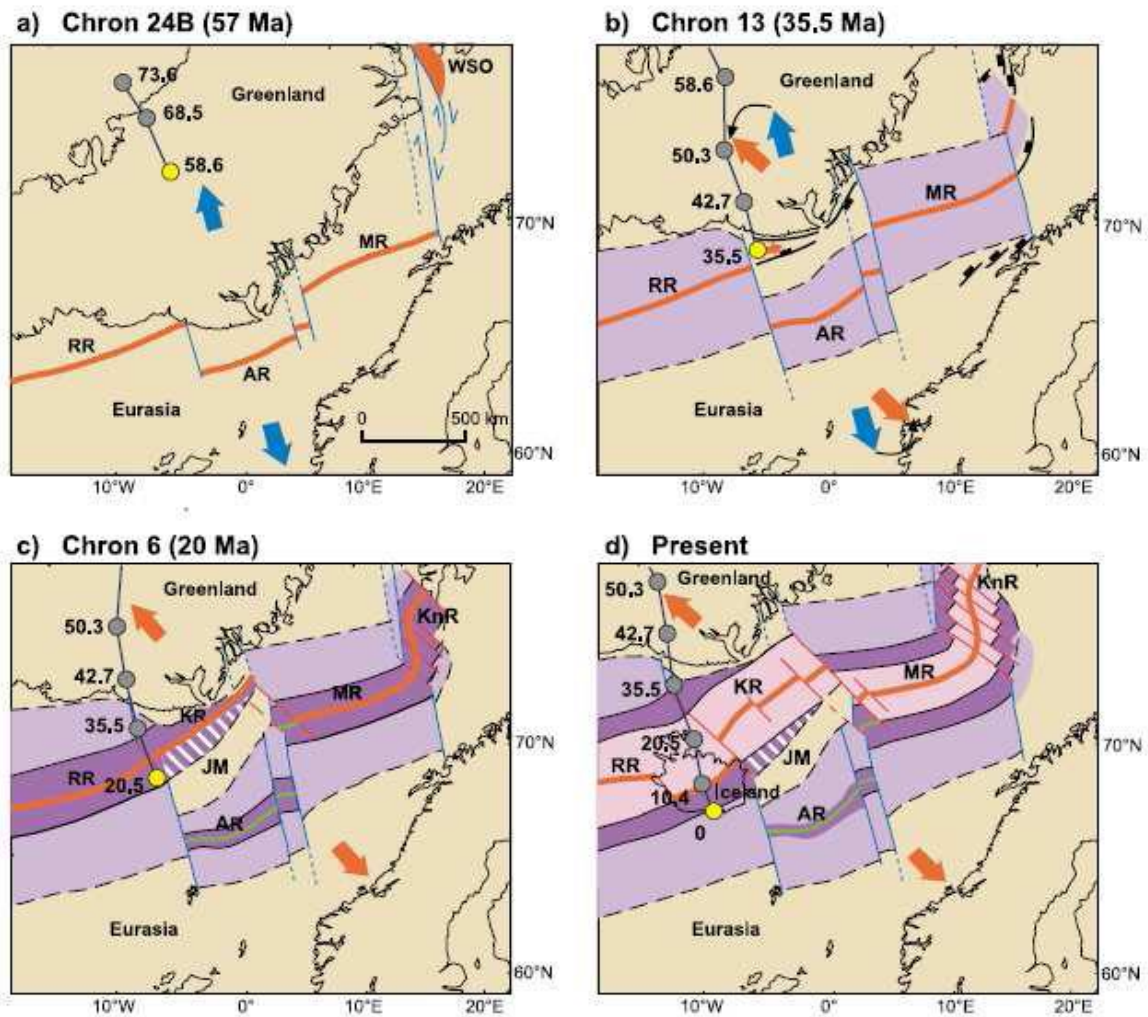 a) Chron 24B (57 Ma)
73.6
68.5
58.6
Greenland
WSO
MR
RR
AR
Eurasia
0 500 km
70°N
60°N
10°W 0° 10°E 20°E
b) Chron 13 (35.5 Ma)
58.6
Greenland
50.3
42.7
35.5
MR
RR
AR
Eurasia
70°N
60°N
10°W 0° 10°E 20°E
c) Chron 6 (20 Ma)
Greenland
50.3
42.7
35.5
20.5
KnR
KR
MR
RR
JM
AR
Eurasia
70°N
60°N
10°W 0° 10°E 20°E
d) Present
50.3
Greenland
42.7
35.5
20.5
10.4
0
KnR
KR
MR
RR
JM
Iceland
AR
Eurasia
70°N
60°N
10°W 0° 10°E 20°E